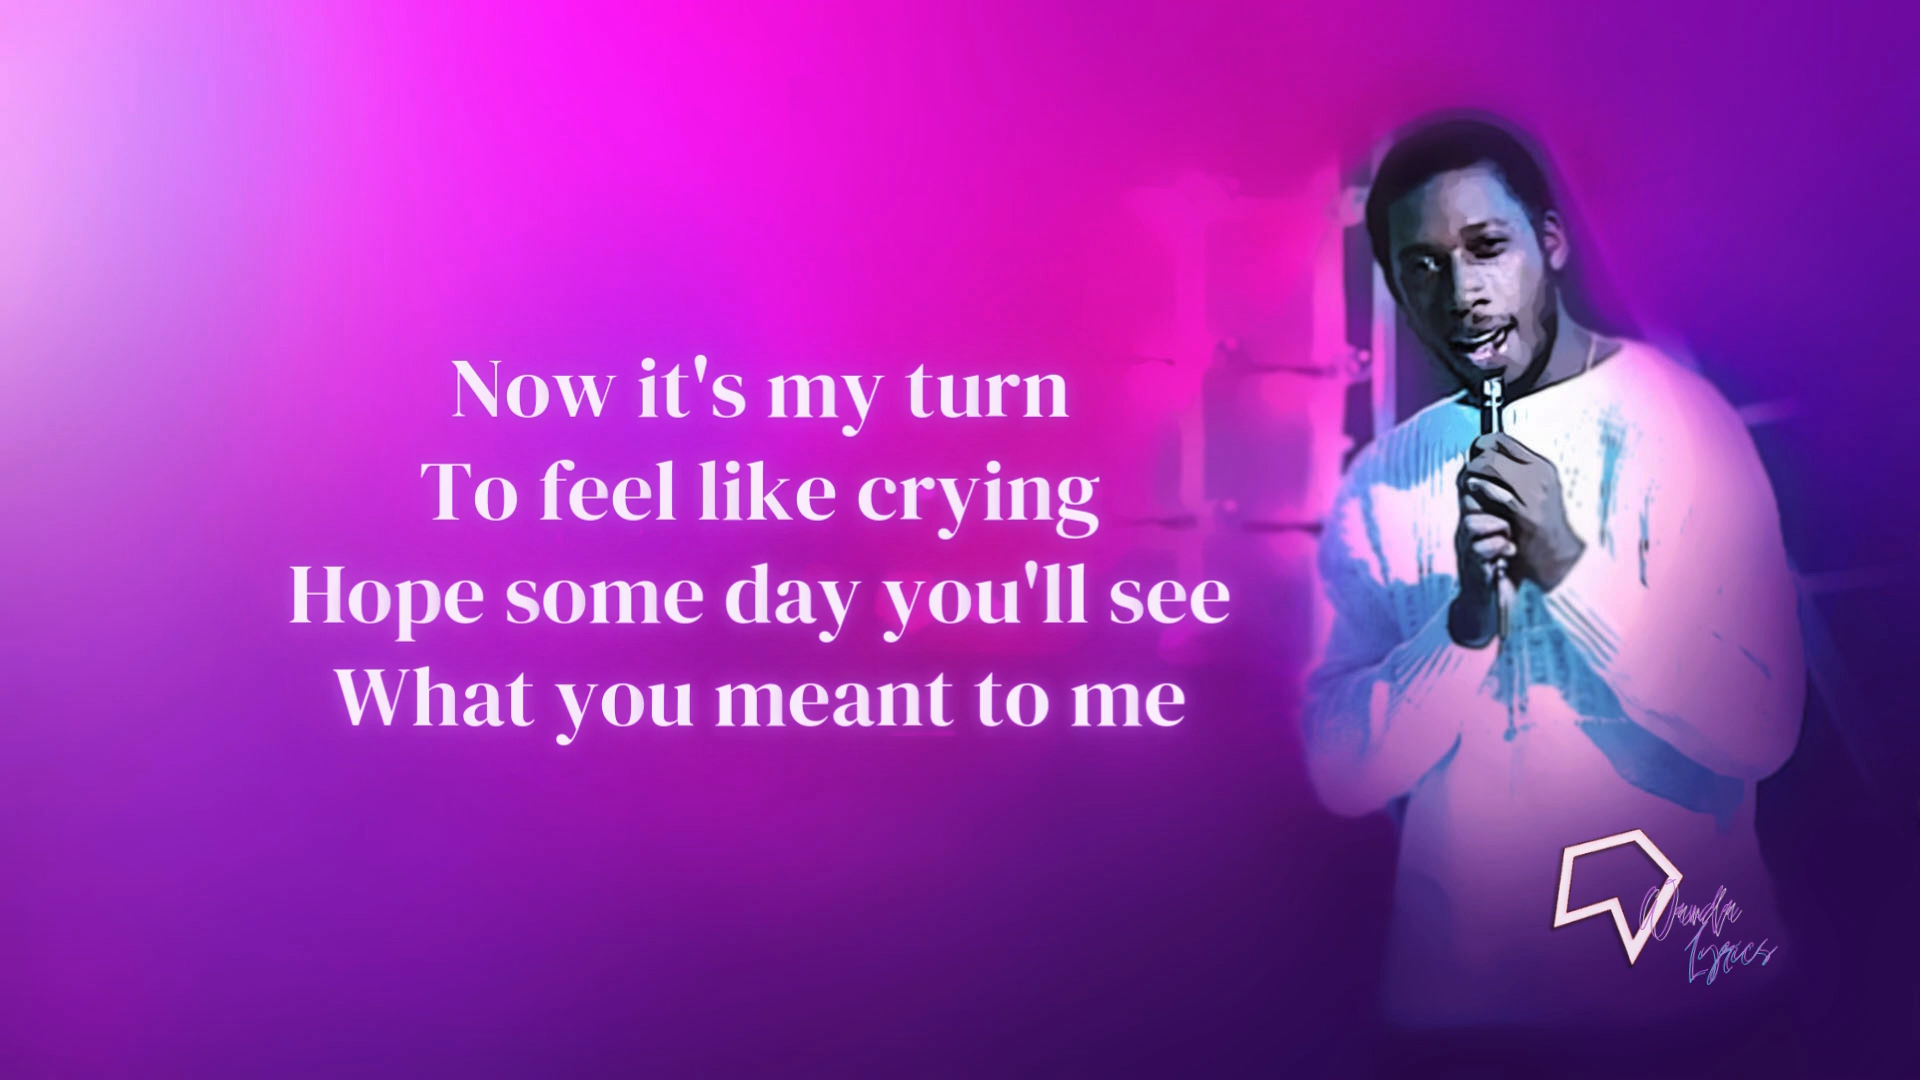 Now it's my turn
To feel like crying
Hope some day you'll see
What you meant to me
Lyrics